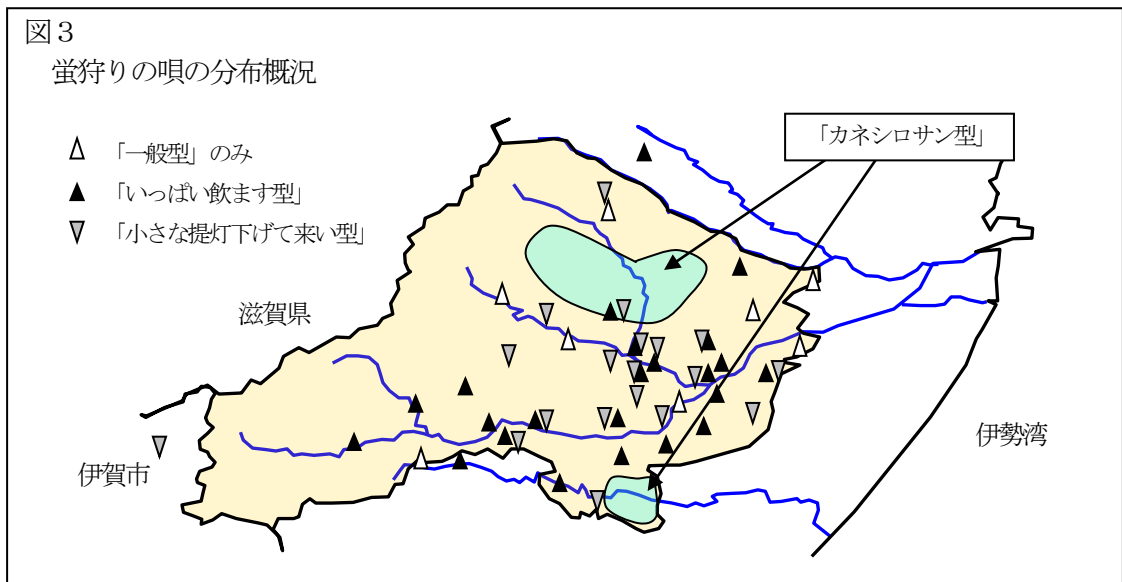 図３
蛍狩りの唄の分布概況
「カネシロサン型」
「一般型」のみ
「いっぱい飲ます型」
「小さな提灯下げて来い型」
滋賀県
伊勢湾
伊賀市